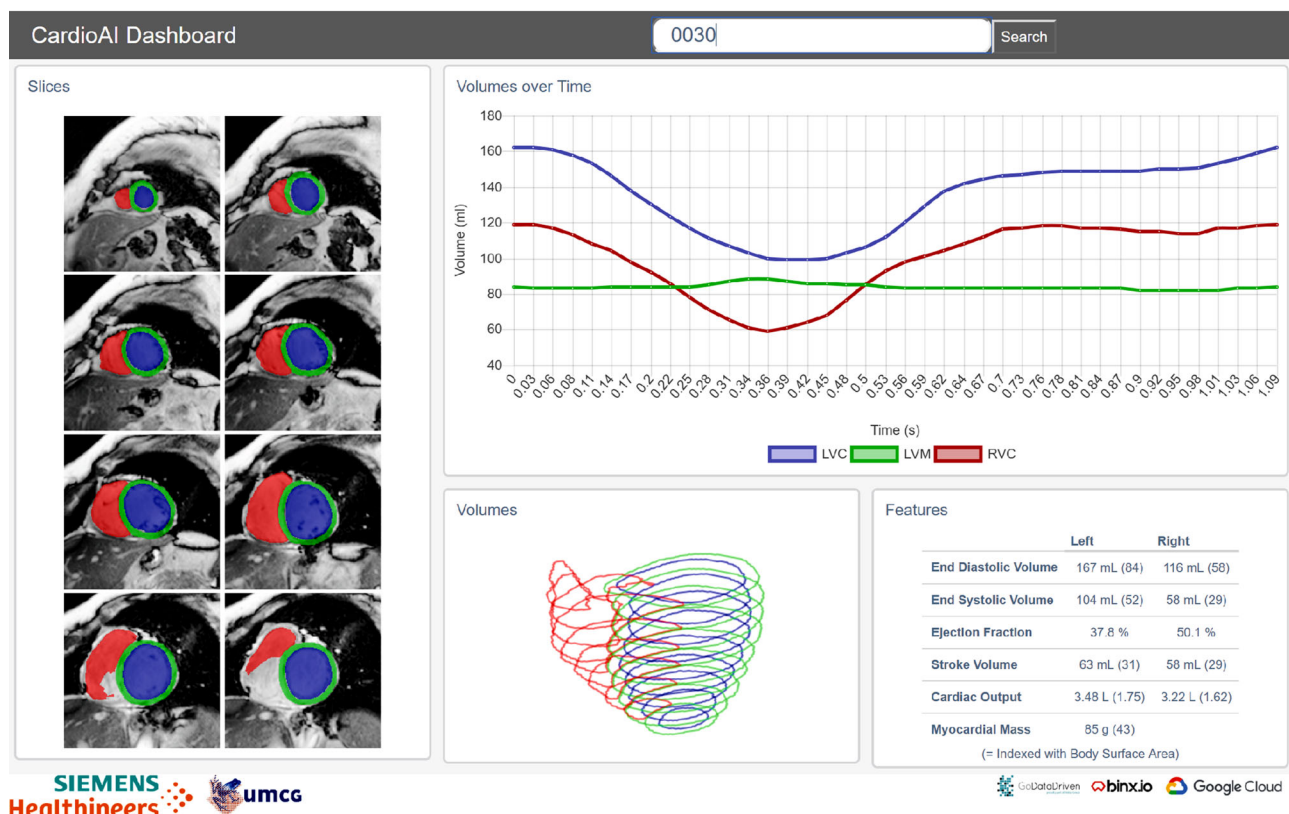 CardioAI Dashboard
0030
Search
Slices
Volumes over Time
180
160
140
120
100
80
60
40
Volume (ml)
0 0.03 0.06 0.08 0.11 0.14 0.17 0.2 0.22 0.25 0.28 0.31 0.34 0.36 0.39 0.42 0.45 0.48 0.5 0.53 0.56 0.59 0.62 0.64 0.67 0.7 0.73 0.76 0.78 0.81 0.84 0.87 0.9 0.92 0.95 0.98 1.01 1.03 1.06 1.09
Time (s)
LVC LVM RVC
Volumes
Features
Left Right
End Diastolic Volume 167 mL (84) 116 mL (58)
End Systolic Volume 104 mL (52) 58 mL (29)
Ejection Fraction 37.8 % 50.1 %
Stroke Volume 63 mL (31) 58 mL (29)
Cardiac Output 3.48 L (1.75) 3.22 L (1.62)
Myocardial Mass 85 g (43)
(= Indexed with Body Surface Area)
SIEMENS
Healthineers
umcg
GoDataDriven
binx.io
Google Cloud